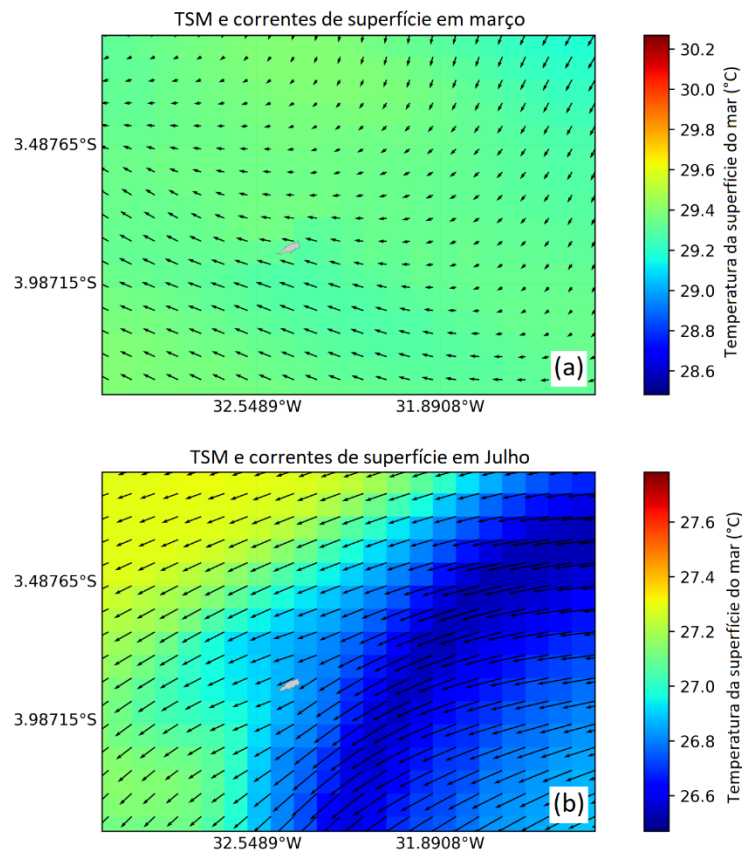 TSM e correntes de superfície em março
3.48765°S
3.98715°S
32.5489°W
31.8908°W
(a)
30.2
30.0
29.8
29.6
29.4
29.2
29.0
28.8
28.6
Temperatura da superfície do mar (°C)
TSM e correntes de superfície em Julho
3.48765°S
3.98715°S
32.5489°W
31.8908°W
(b)
27.6
27.4
27.2
27.0
26.8
26.6
Temperatura da superfície do mar (°C)